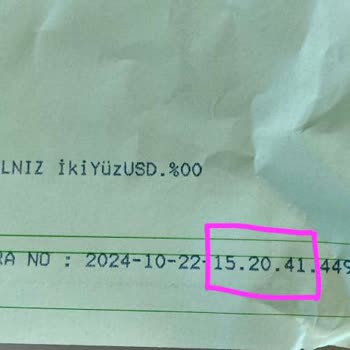 LNIZ İkiYüzUSD.%00
RA NO : 2024-10-22-15.20.41.449